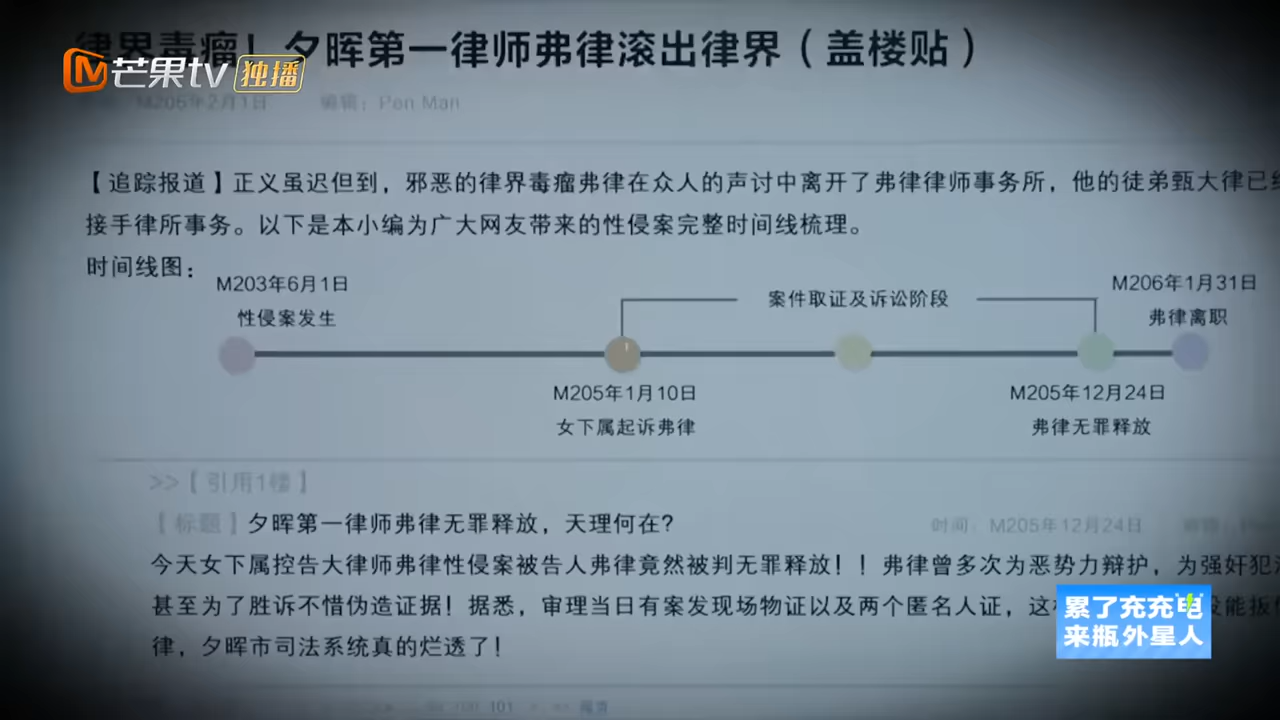 律界毒瘤！夕晖第一律师弗律滚出律界（盖楼贴）
芒果tv 独播
M206年2月1日 编辑：Pen Man
【追踪报道】正义虽迟但到，邪恶的律界毒瘤弗律在众人的声讨中离开了弗律律师事务所，他的徒弟甄大律已经
接手律所事务。以下是本小编为广大网友带来的性侵案完整时间线梳理。
时间线图：
M203年6月1日
性侵案发生
案件取证及诉讼阶段
M206年1月31日
弗律离职
M205年1月10日
女下属起诉弗律
M205年12月24日
弗律无罪释放
>>【引用1楼】
【标题】夕晖第一律师弗律无罪释放，天理何在？
时间：M205年12月24日
今天女下属控告大律师弗律性侵案被告人弗律竟然被判无罪释放！！弗律曾多次为恶势力辩护，为强奸犯
甚至为了胜诉不惜伪造证据！据悉，审理当日有案发现场物证以及两个匿名人证，这
律，夕晖市司法系统真的烂透了！
累了充充电
来瓶外星人
101